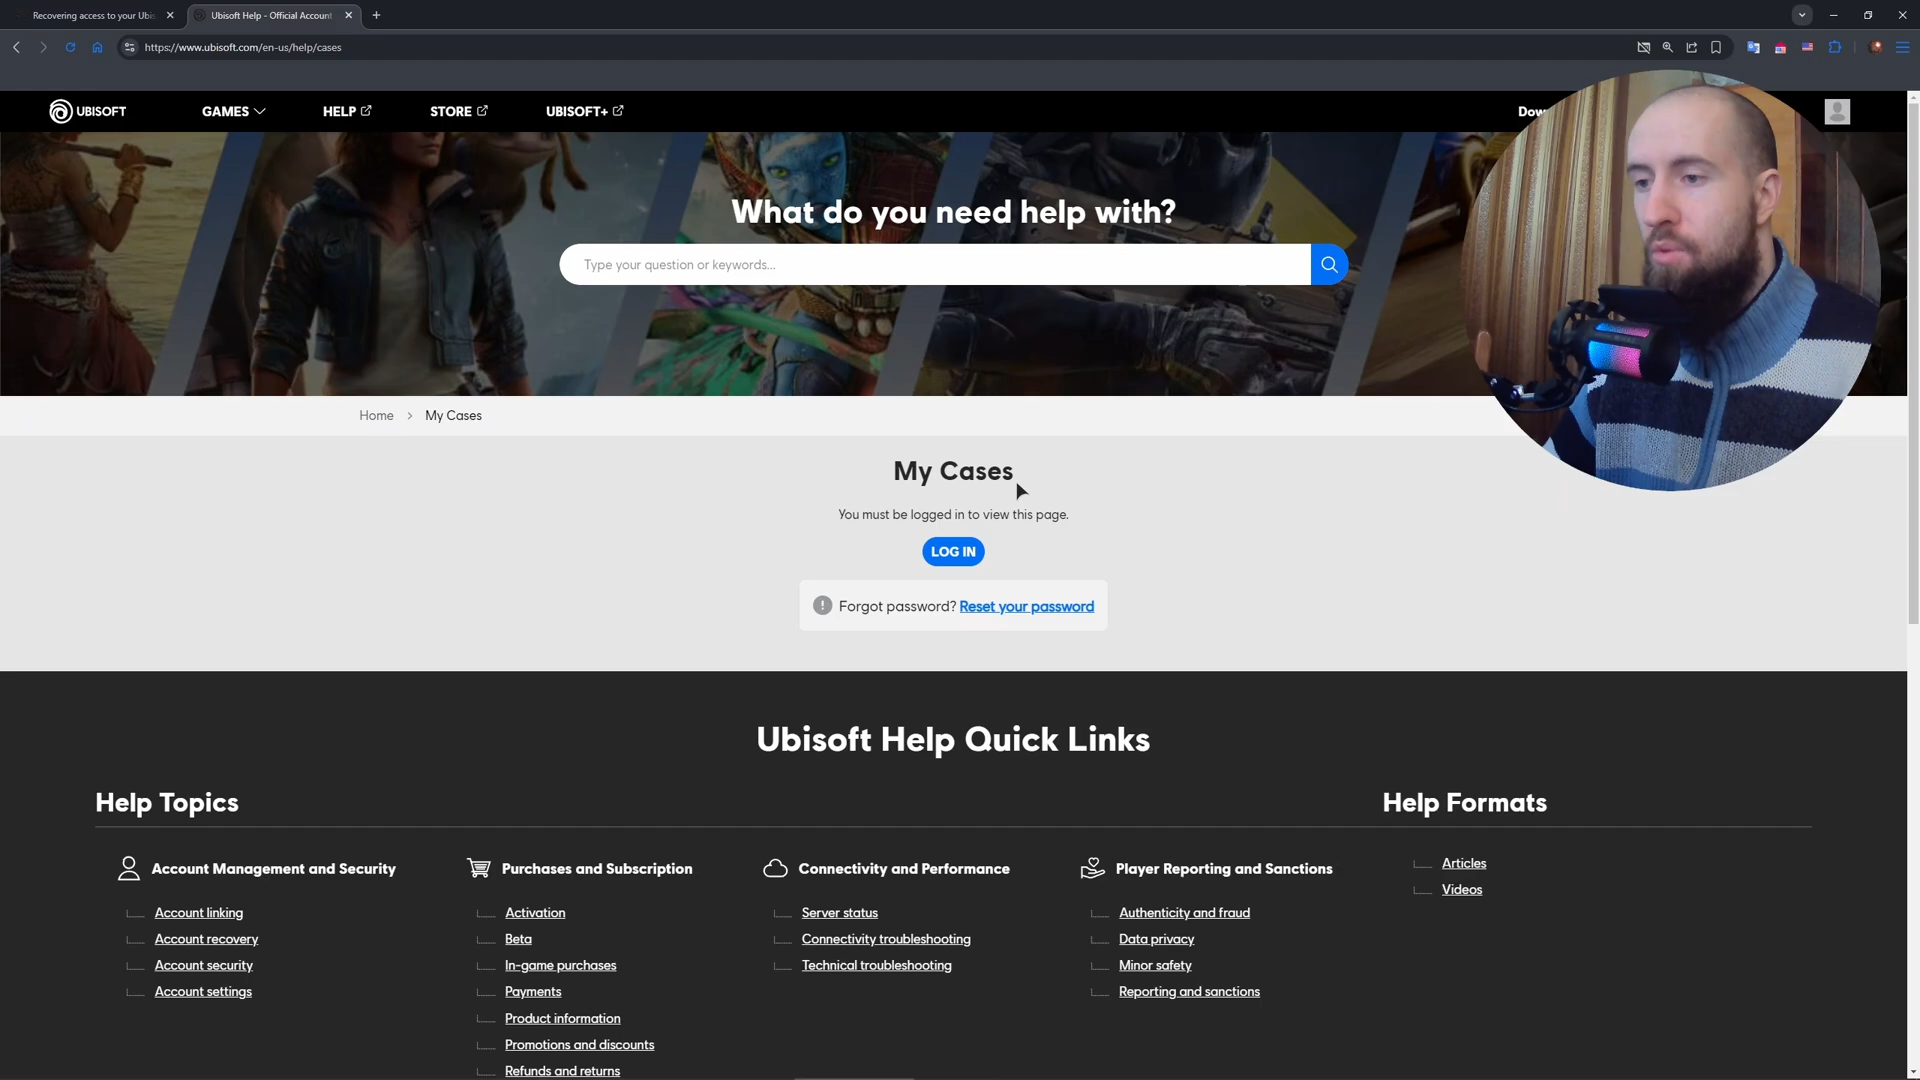 Recovering access to your Ubis
Ubisoft Help - Official Account
https://www.ubisoft.com/en-us/help/cases
UBISOFT
GAMES
HELP
STORE
UBISOFT+
Dow
What do you need help with?
Type your question or keywords...
Home > My Cases
My Cases
You must be logged in to view this page.
LOG IN
Forgot password? Reset your password
Ubisoft Help Quick Links
Help Topics
Help Formats
Account Management and Security
Account linking
Account recovery
Account security
Account settings
Purchases and Subscription
Activation
Beta
In-game purchases
Payments
Product information
Promotions and discounts
Refunds and returns
Connectivity and Performance
Server status
Connectivity troubleshooting
Technical troubleshooting
Player Reporting and Sanctions
Authenticity and fraud
Data privacy
Minor safety
Reporting and sanctions
Articles
Videos